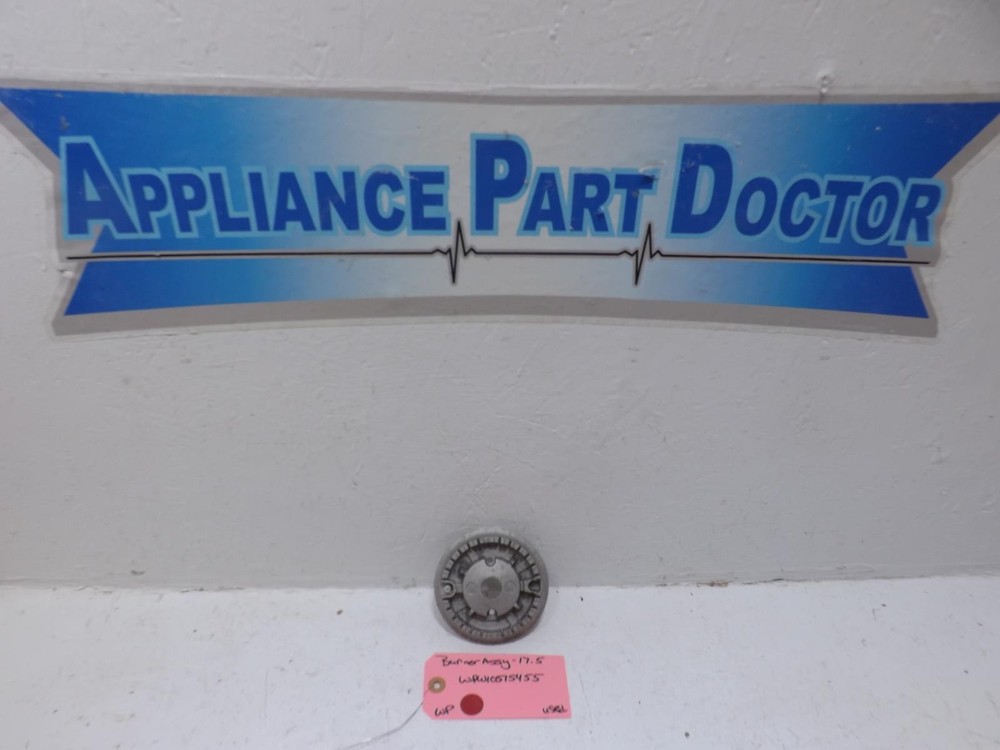 APPLIANCE PART DOCTOR
Burner Assy - 17.5
WPW10575455
WP
used